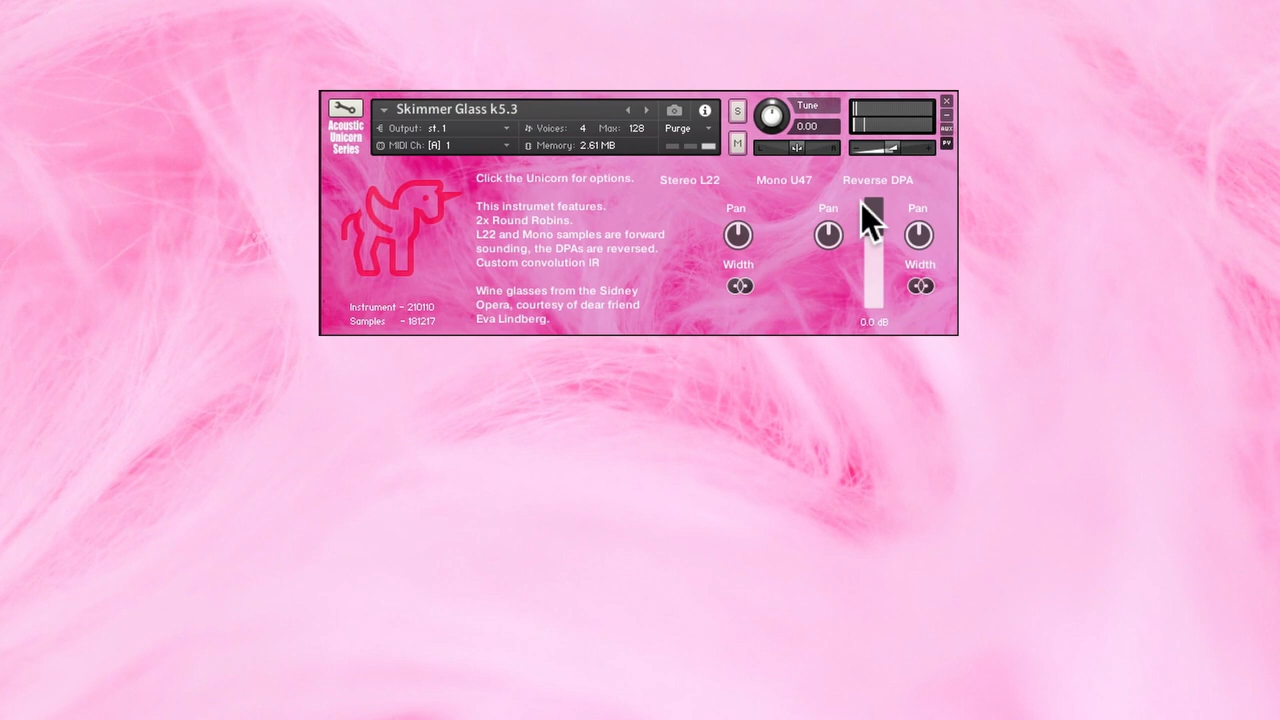 Skimmer Glass k5.3
Output: st.1
Voices: 4 Max: 128
Purge
MIDI Ch: [A] 1
Memory: 2.61 MB
S
M
Tune
0.00
L R
- +
AUX
PV
Acoustic
Unicorn
Series
Click the Unicorn for options.
This instrumet features.
2x Round Robins.
L22 and Mono samples are forward
sounding, the DPAs are reversed.
Custom convolution IR
Wine glasses from the Sidney
Opera, courtesy of dear friend
Eva Lindberg.
Instrument - 210110
Samples - 181217
Stereo L22
Mono U47
Reverse DPA
Pan
Pan
Pan
Width
Width
0.0 dB